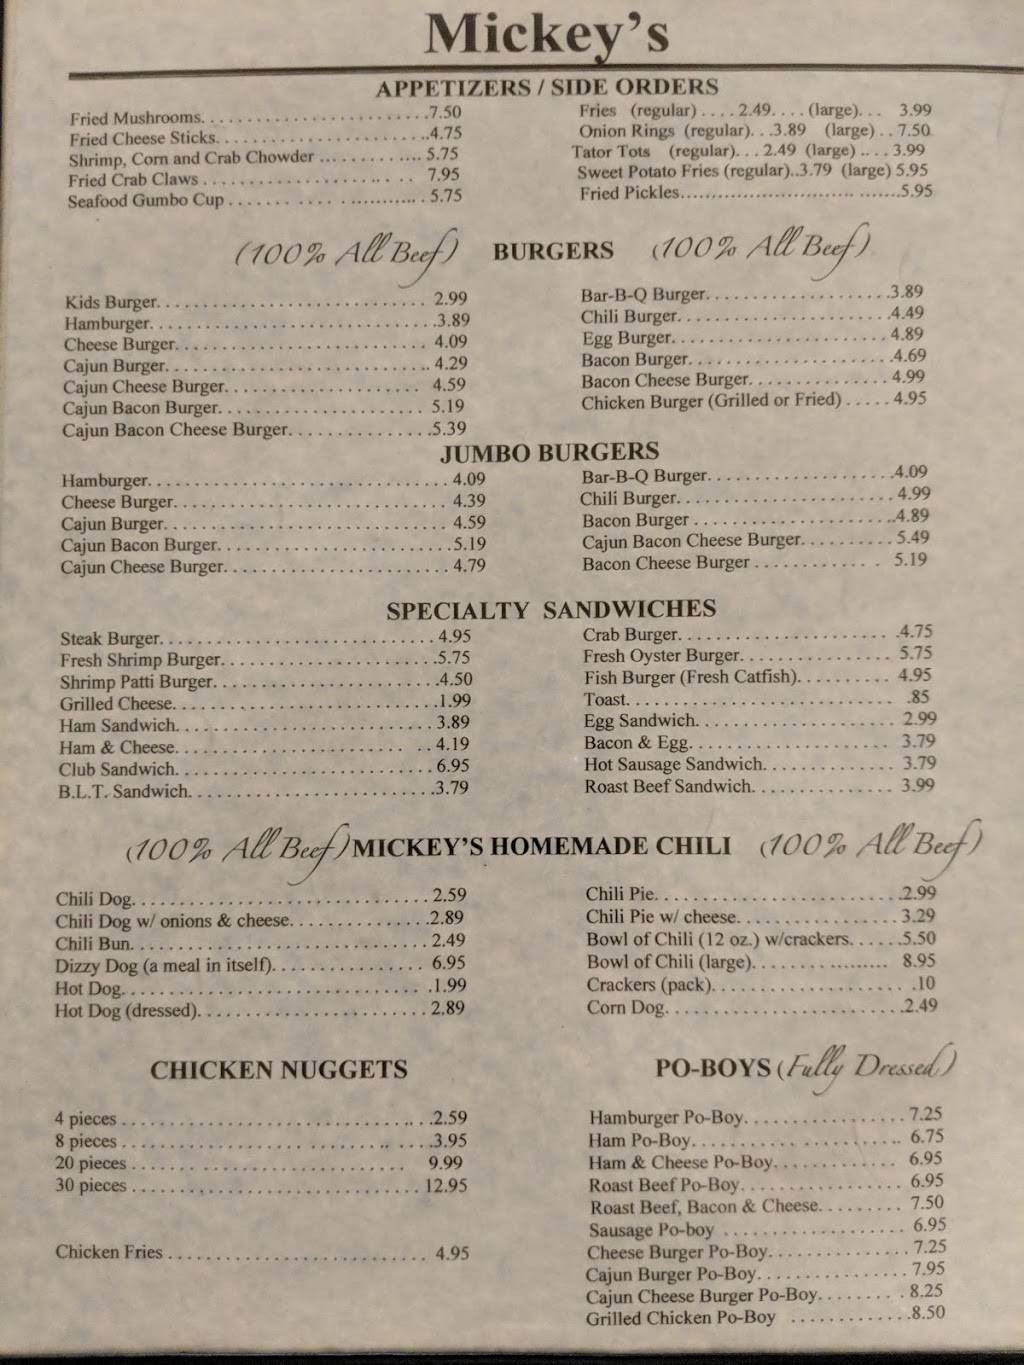 Mickey's
APPETIZERS / SIDE ORDERS
Fried Mushrooms. . . . . . . . . . . . . . . . . . . . . . . . .7.50
Fried Cheese Sticks. . . . . . . . . . . . . . . . . . . . . . ..4.75
Shrimp, Corn and Crab Chowder ... . . . . . . . . .... 5.75
Fried Crab Claws . . . . . . . . . . . . . . . . . . .. . . 7.95
Seafood Gumbo Cup . . . . . . . . . . . . ........... . . 5.75
Fries (regular) . . . . 2.49. . . . (large). . . 3.99
Onion Rings (regular). . .3.89 (large) . . 7.50
Tator Tots (regular). . . 2.49 (large) .. . . 3.99
Sweet Potato Fries (regular)..3.79 (large) 5.95
Fried Pickles...................................5.95
(100% All Beef) BURGERS (100% All Beef)
Kids Burger. . . . . . . . . . . . . . . . . . . . . . . . . . . 2.99
Hamburger. . . . . . . . . . . . . . . . . . . . . . . . . . . .3.89
Cheese Burger. . . . . . . . . . . . . . . . . . . . . . . . . 4.09
Cajun Burger. . . . . . . . . . . . . . . . . . . . . . . . . .. 4.29
Cajun Cheese Burger. . . . . . . . . . . . . . . . . . . . 4.59
Cajun Bacon Burger. . . . . . . . . . . . . . . . . . . . . 5.19
Cajun Bacon Cheese Burger. . . . . . . . . . . . . . .5.39
Bar-B-Q Burger. . . . . . . . . . . . . . . . . . .3.89
Chili Burger. . . . . . . . . . . . . . . . . . . . . .4.49
Egg Burger. . . . . . . . . . . . . . . . . . . . . . 4.89
Bacon Burger. . . . . . . . . . . . . . . . . . . . .4.69
Bacon Cheese Burger. . . . . . . . . . . . . . 4.99
Chicken Burger (Grilled or Fried) . . . . . 4.95
JUMBO BURGERS
Hamburger. . . . . . . . . . . . . . . . . . . . . . . . . . . . . . 4.09
Cheese Burger. . . . . . . . . . . . . . . . . . . . . . . . . . . 4.39
Cajun Burger. . . . . . . . . . . . . . . . . . . . . . . . . . . . 4.59
Cajun Bacon Burger. . . . . . . . . . . . . . . . . . . . . . .5.19
Cajun Cheese Burger. . . . . . . . . . . . . . . . . . . . . . 4.79
Bar-B-Q Burger. . . . . . . . . . . . . . . . . . .4.09
Chili Burger. . . . . . . . . . . . . . . . . . . . . . 4.99
Bacon Burger . . . . . . . . . . . . . . . . . . . ..4.89
Cajun Bacon Cheese Burger. . . . . . . . . . 5.49
Bacon Cheese Burger . . . . . . . . . . . . . 5.19
SPECIALTY SANDWICHES
Steak Burger. . . . . . . . . . . . . . . . . . . . . . . . . . . . 4.95
Fresh Shrimp Burger. . . . . . . . . . . . . . . . . . . . . .5.75
Shrimp Patti Burger. . . . . . . . . . . . . . . . . . . . . . .4.50
Grilled Cheese. . . . . . . . . . . . . . . . . . . . . . . . . . .1.99
Ham Sandwich. . . . . . . . . . . . . . . . . . . . . . . . . . 3.89
Ham & Cheese. . . . . . . . . . . . . . . . . . . . . . . . . . 4.19
Club Sandwich. . . . . . . . . . . . . . . . . . . . . . . . . . 6.95
B.L.T. Sandwich. . . . . . . . . . . . . . . . . . . . . . . . .3.79
Crab Burger. . . . . . . . . . . . . . . . . . . . . . .4.75
Fresh Oyster Burger. . . . . . . . . . . . . . . . 5.75
Fish Burger (Fresh Catfish). . . . . . . . . . 4.95
Toast. . . . . . . . . . . . . . . . . . . . . . . . . . . . .85
Egg Sandwich. . . . . . . . . . . . . . . . . . . . . 2.99
Bacon & Egg. . . . . . . . . . . . . . . . . . . . . 3.79
Hot Sausage Sandwich. . . . . . . . . . . . . . 3.79
Roast Beef Sandwich. . . . . . . . . . . . . . . 3.99
(100% All Beef) MICKEY'S HOMEMADE CHILI (100% All Beef)
Chili Dog. . . . . . . . . . . . . . . . . . . . . . . . . . . . . . 2.59
Chili Dog w/ onions & cheese. . . . . . . . . . . . . .2.89
Chili Bun. . . . . . . . . . . . . . . . . . . . . . . . . . . . . . 2.49
Dizzy Dog (a meal in itself). . . . . . . . . . . . . . . . 6.95
Hot Dog. . . . . . . . . . . . . . . . . . . . . . . . . . . . . . .1.99
Hot Dog (dressed). . . . . . . . . . . . . . . . . . . . . . . . 2.89
Chili Pie. . . . . . . . . . . . . . . . . . . . . . . . .2.99
Chili Pie w/ cheese. . . . . . . . . . . . . . . . . 3.29
Bowl of Chili (12 oz.) w/crackers. . . . . .5.50
Bowl of Chili (large). . . . . . . . .......... 8.95
Crackers (pack). . . . . . . . . . . . . . . . . . . . .10
Corn Dog. . . . . . . . . . . . . . . . . . . . . . . .2.49
CHICKEN NUGGETS
4 pieces . . . . . . . . . . . . . . . . . . . . . . . . . . . . .. . .2.59
8 pieces . . . . . . . . . . . . . . . . . . . . . . . . . . .. . . . .3.95
20 pieces . . . . . . . . . . . . . . . . . . . . . . . . . . . 9.99
30 pieces . . . . . . . . . . . . . . . . . . . . . . . . . . . . . 12.95
Chicken Fries . . . . . . . . . . . . . . . . . . . . . . . . . . 4.95
PO-BOYS (Fully Dressed)
Hamburger Po-Boy. . . . . . . . . . . . . . . . 7.25
Ham Po-Boy. . . . . . . . . . . . . . . . . . . . .. 6.75
Ham & Cheese Po-Boy. . . . . . . . . . . . . 6.95
Roast Beef Po-Boy. . . . . . . . . . . . . . . . . 6.95
Roast Beef, Bacon & Cheese. . . . . . . . . 7.50
Sausage Po-boy . . . . . . . . . . . . . . . . . . 6.95
Cheese Burger Po-Boy. . . . . . . . . . . . . . 7.25
Cajun Burger Po-Boy. . . . . . . . . . . . . . . 7.95
Cajun Cheese Burger Po-Boy. . . . . . . . . 8.25
Grilled Chicken Po-Boy . . . . . . . . . . . . .8.50